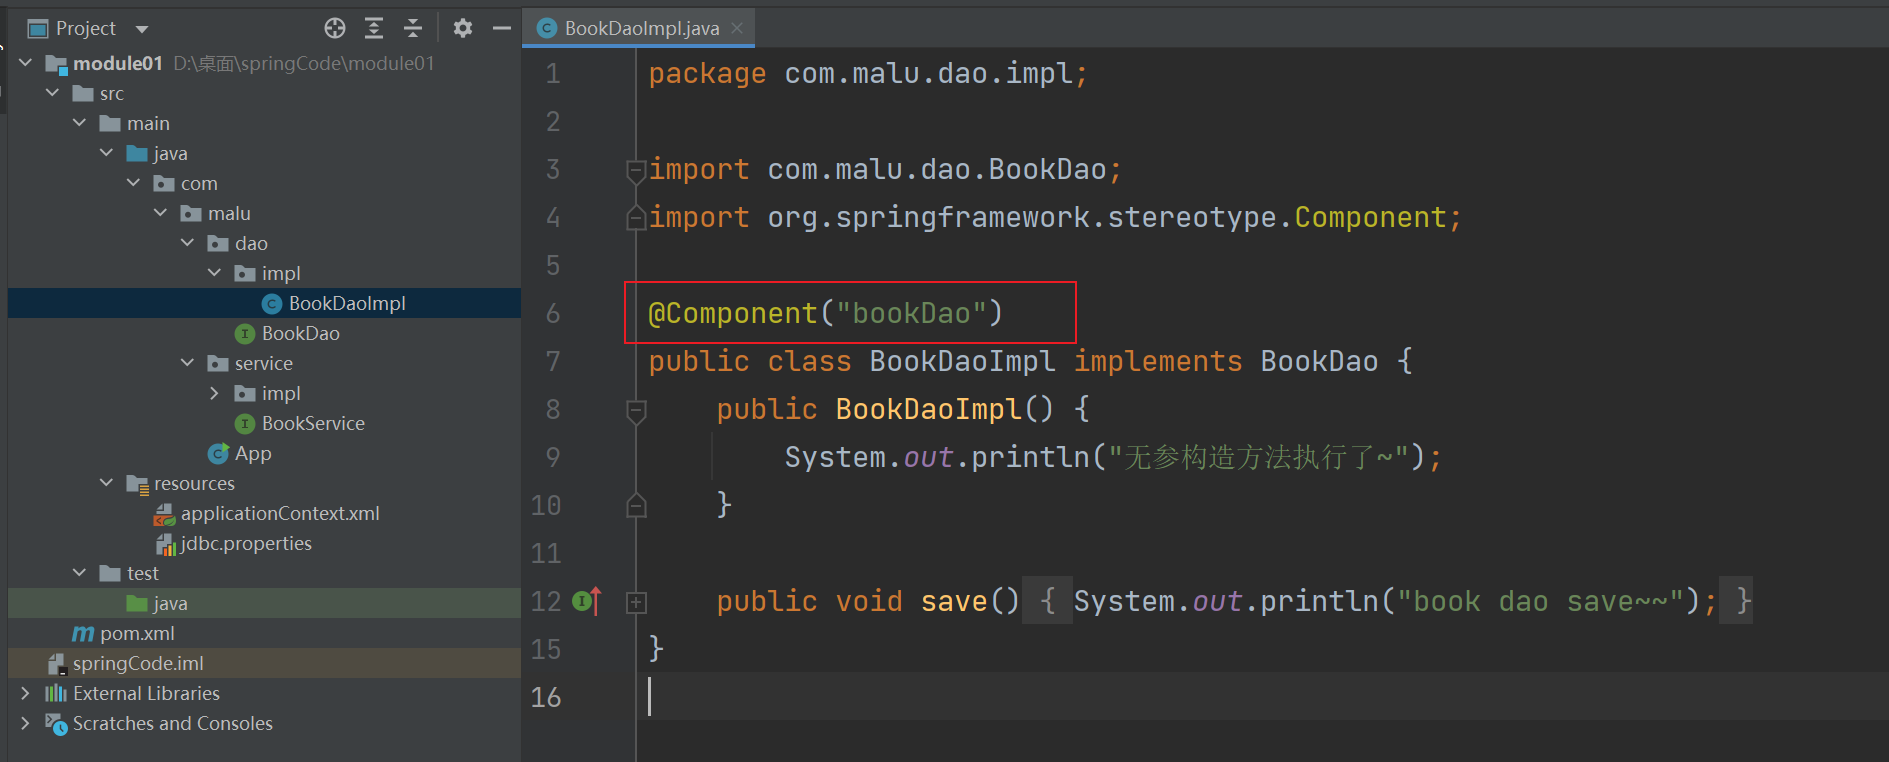 Project
module01 D:\桌面\springCode\module01
src
main
java
com
malu
dao
impl
BookDaoImpl
BookDao
service
impl
BookService
App
resources
applicationContext.xml
jdbc.properties
test
java
pom.xml
springCode.iml
External Libraries
Scratches and Consoles
BookDaoImpl.java
1 package com.malu.dao.impl;
2
3 import com.malu.dao.BookDao;
4 import org.springframework.stereotype.Component;
5
6 @Component("bookDao")
7 public class BookDaoImpl implements BookDao {
8 public BookDaoImpl() {
9 System.out.println("无参构造方法执行了~");
10 }
11
12 public void save() { System.out.println("book dao save~~"); }
15 }
16